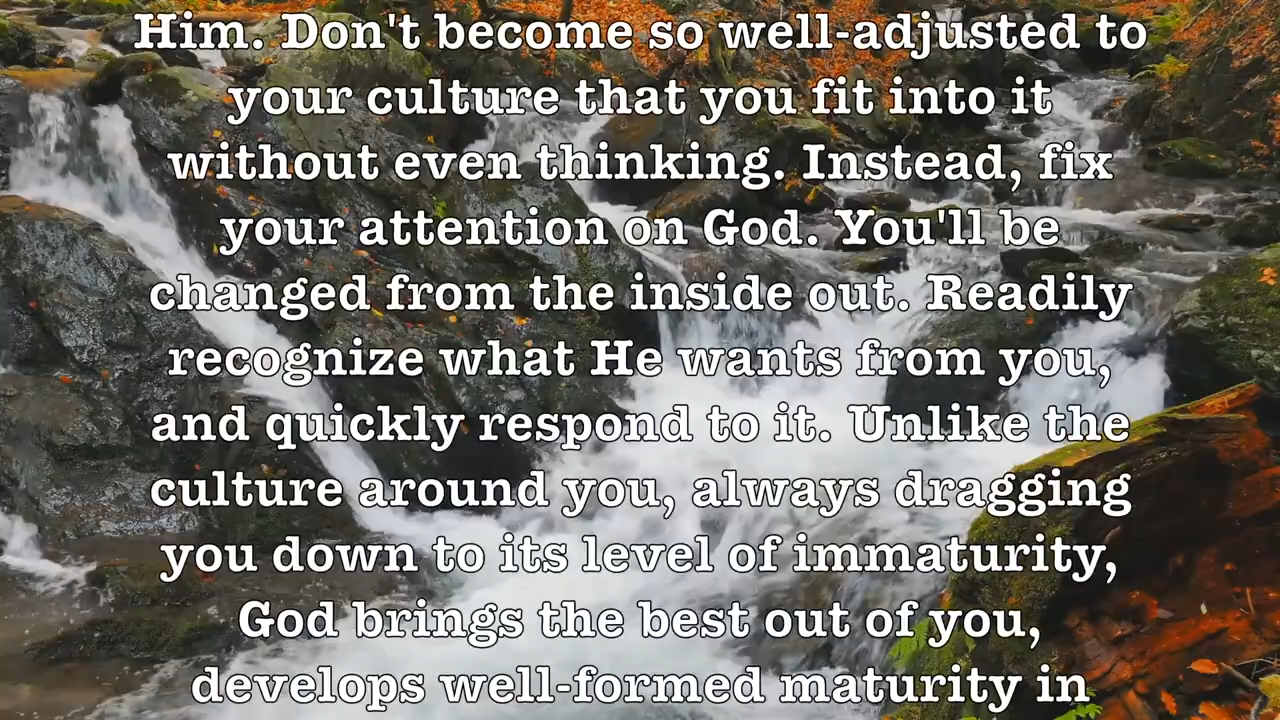 Him. Don't become so well-adjusted to
your culture that you fit into it
without even thinking. Instead, fix
your attention on God. You'll be
changed from the inside out. Readily
recognize what He wants from you,
and quickly respond to it. Unlike the
culture around you, always dragging
you down to its level of immaturity,
God brings the best out of you,
develops well-formed maturity in